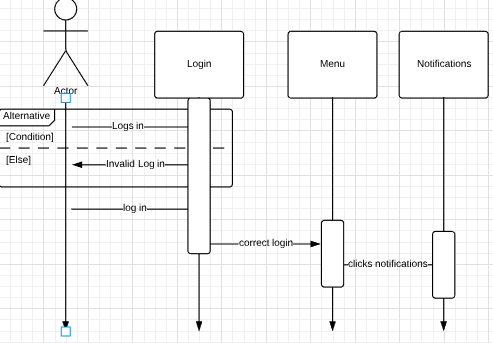 Actor
Login
Menu
Notifications
Alternative
[Condition]
Logs in
[Else]
Invalid Log in
log in
correct login
clicks notifications